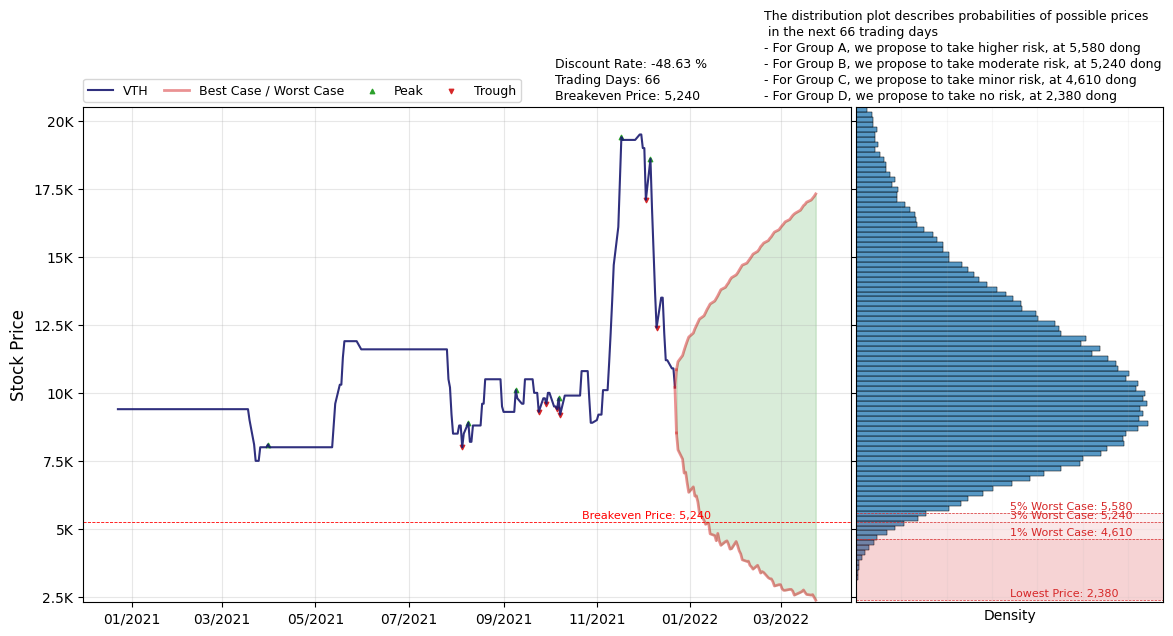 The distribution plot describes probabilities of possible prices
in the next 66 trading days
- For Group A, we propose to take higher risk, at 5,580 dong
- For Group B, we propose to take moderate risk, at 5,240 dong
- For Group C, we propose to take minor risk, at 4,610 dong
- For Group D, we propose to take no risk, at 2,380 dong
Discount Rate: -48.63 %
Trading Days: 66
Breakeven Price: 5,240
VTH Best Case / Worst Case Peak Trough
Stock Price
20K
17.5K
15K
12.5K
10K
7.5K
5K
2.5K
Breakeven Price: 5,240
01/2021 03/2021 05/2021 07/2021 09/2021 11/2021 01/2022 03/2022
5% Worst Case: 5,580
3% Worst Case: 5,240
1% Worst Case: 4,610
Lowest Price: 2,380
Density